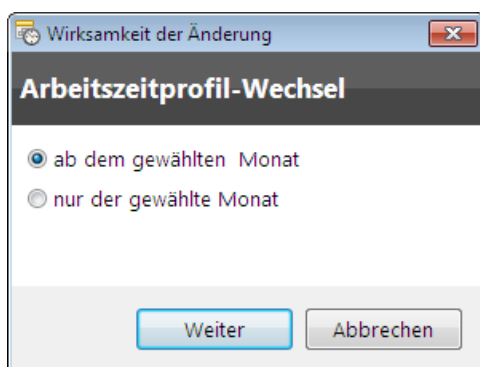 Wirksamkeit der Änderung
Arbeitszeitprofil-Wechsel
ab dem gewählten Monat
nur der gewählte Monat
Weiter
Abbrechen